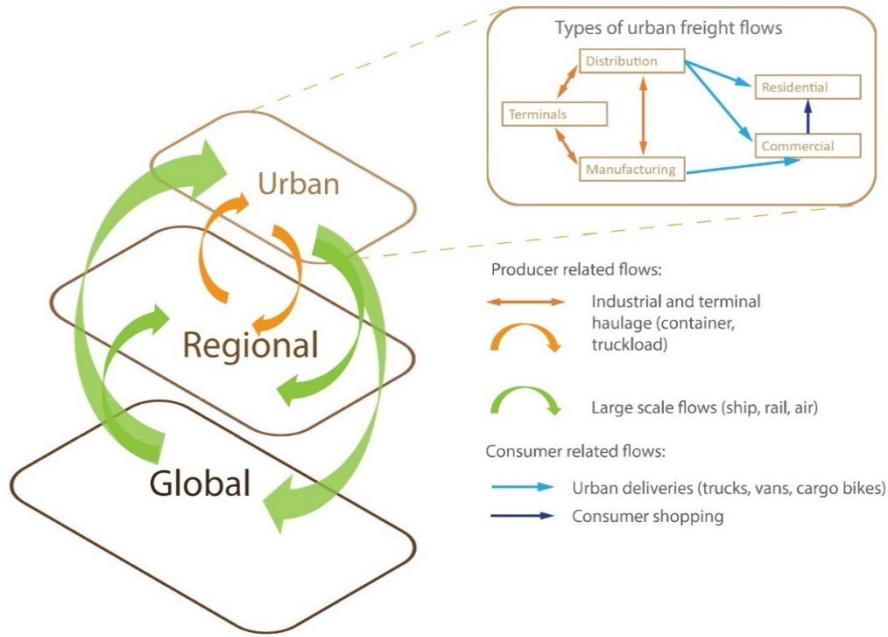 Types of urban freight flows
Distribution
Residential
Terminals
Commercial
Manufacturing
Urban
Regional
Global
Producer related flows:
Industrial and terminal
haulage (container,
truckload)
Large scale flows (ship, rail, air)
Consumer related flows:
Urban deliveries (trucks, vans, cargo bikes)
Consumer shopping